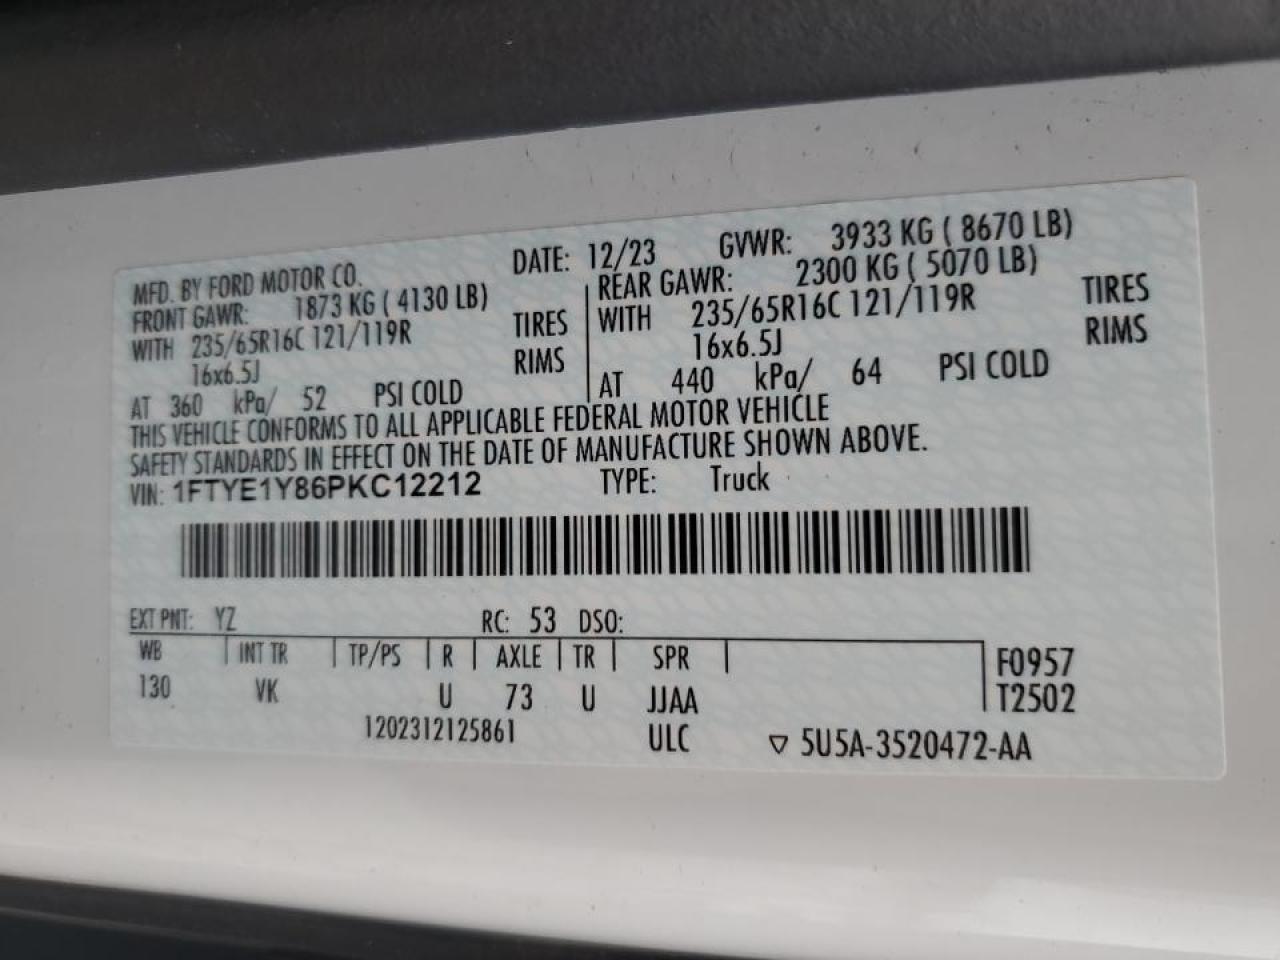 MFD. BY FORD MOTOR CO. DATE: 12/23 GVWR: 3933 KG ( 8670 LB)
FRONT GAWR: 1873 KG ( 4130 LB) REAR GAWR: 2300 KG ( 5070 LB)
WITH 235/65R16C 121/119R TIRES WITH 235/65R16C 121/119R TIRES
16x6.5J RIMS 16x6.5J RIMS
AT 360 kPa/ 52 PSI COLD AT 440 kPa/ 64 PSI COLD
THIS VEHICLE CONFORMS TO ALL APPLICABLE FEDERAL MOTOR VEHICLE
SAFETY STANDARDS IN EFFECT ON THE DATE OF MANUFACTURE SHOWN ABOVE.
VIN: 1FTYE1Y86PKC12212 TYPE: Truck
EXT PNT: YZ RC: 53 DSO:
WB INT TR TP/PS R AXLE TR SPR F0957
130 VK U 73 U JJAA T2502
1202312125861 ULC ▽ 5U5A-3520472-AA